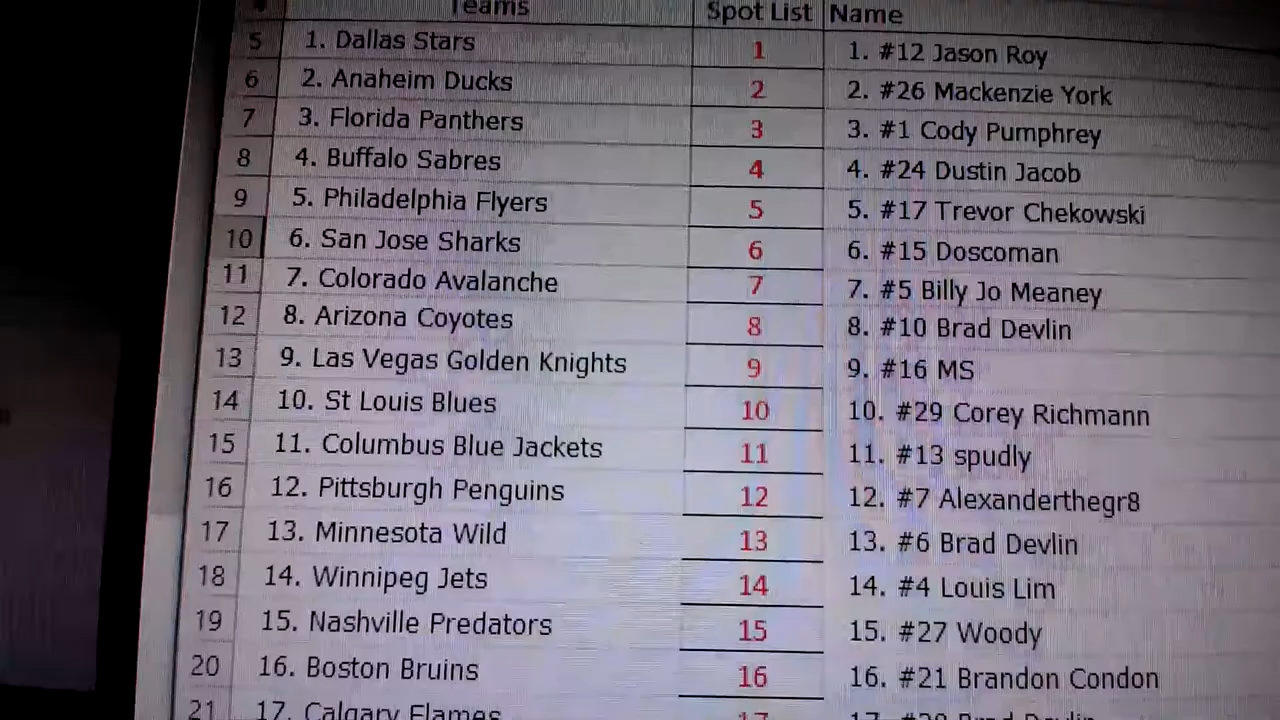 Teams Spot List Name
5 1. Dallas Stars 1 1. #12 Jason Roy
6 2. Anaheim Ducks 2 2. #26 Mackenzie York
7 3. Florida Panthers 3 3. #1 Cody Pumphrey
8 4. Buffalo Sabres 4 4. #24 Dustin Jacob
9 5. Philadelphia Flyers 5 5. #17 Trevor Chekowski
10 6. San Jose Sharks 6 6. #15 Doscoman
11 7. Colorado Avalanche 7 7. #5 Billy Jo Meaney
12 8. Arizona Coyotes 8 8. #10 Brad Devlin
13 9. Las Vegas Golden Knights 9 9. #16 MS
14 10. St Louis Blues 10 10. #29 Corey Richmann
15 11. Columbus Blue Jackets 11 11. #13 spudly
16 12. Pittsburgh Penguins 12 12. #7 Alexanderthegr8
17 13. Minnesota Wild 13 13. #6 Brad Devlin
18 14. Winnipeg Jets 14 14. #4 Louis Lim
19 15. Nashville Predators 15 15. #27 Woody
20 16. Boston Bruins 16 16. #21 Brandon Condon
21 17. Calgary Flames 17 17. Brad Devlin